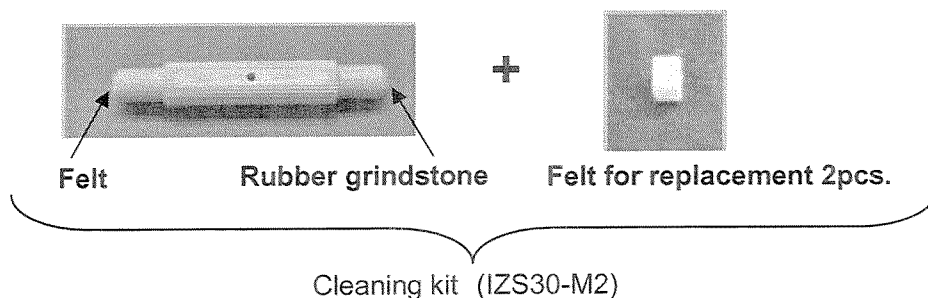 +
Felt
Rubber grindstone
Felt for replacement 2pcs.
Cleaning kit (IZS30-M2)